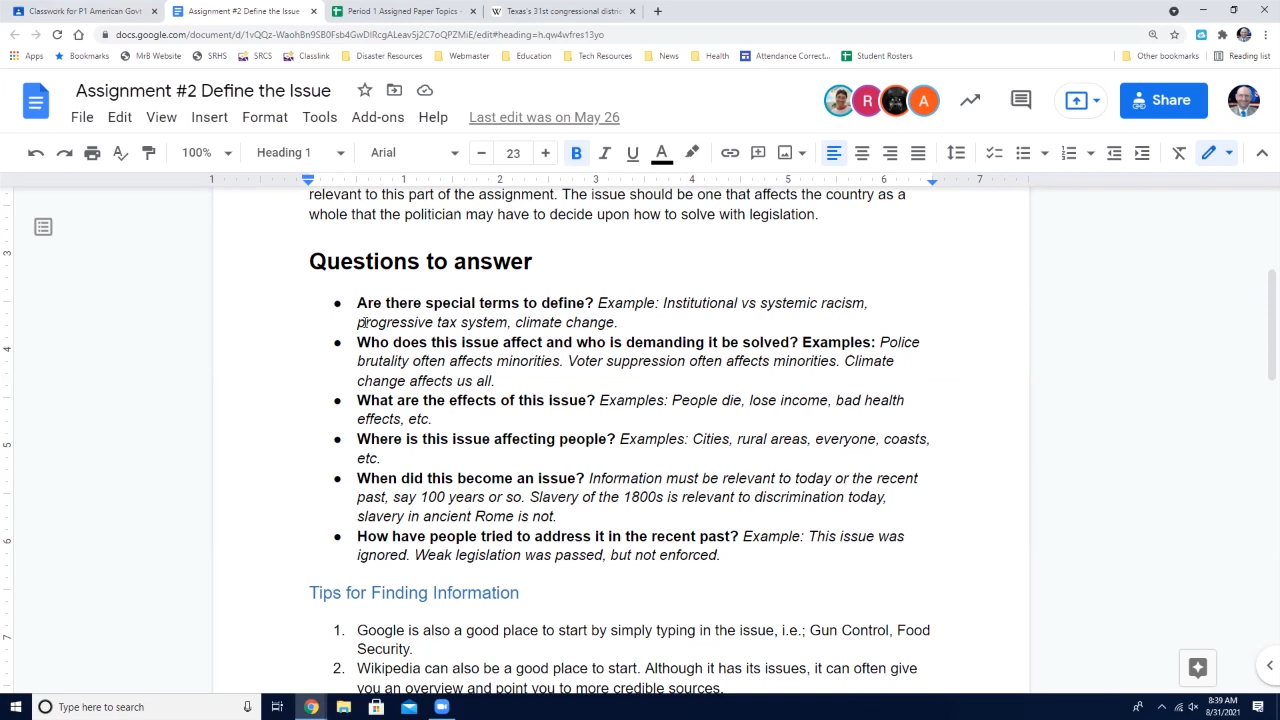 Classwork for P1 American Govt
Assignment #2 Define the Issue
Period 1 Assigned Paper Topics -
Texas's 31st congressional distric
docs.google.com/document/d/1vQQz-WaohBn9SB0Fsb4GwDIRcgALeav5j2C7oQPZMiE/edit#heading=h.qw4wfres13yo
Apps
Bookmarks
MrB Website
SRHS
SRCS
Classlink
Disaster Resources
Webmaster
Education
Tech Resources
News
Health
Attendance Correct...
Student Rosters
Other bookmarks
Reading list
Assignment #2 Define the Issue
File Edit View Insert Format Tools Add-ons Help Last edit was on May 26
R
A
Share
100% Heading 1 Arial 23 B I U A
1 1 2 3 4 5 6 7
relevant to this part of the assignment. The issue should be one that affects the country as a
whole that the politician may have to decide upon how to solve with legislation.
Questions to answer
● Are there special terms to define? Example: Institutional vs systemic racism,
progressive tax system, climate change.
● Who does this issue affect and who is demanding it be solved? Examples: Police
brutality often affects minorities. Voter suppression often affects minorities. Climate
change affects us all.
● What are the effects of this issue? Examples: People die, lose income, bad health
effects, etc.
● Where is this issue affecting people? Examples: Cities, rural areas, everyone, coasts,
etc.
● When did this become an issue? Information must be relevant to today or the recent
past, say 100 years or so. Slavery of the 1800s is relevant to discrimination today,
slavery in ancient Rome is not.
● How have people tried to address it in the recent past? Example: This issue was
ignored. Weak legislation was passed, but not enforced.
Tips for Finding Information
1. Google is also a good place to start by simply typing in the issue, i.e.; Gun Control, Food
Security.
2. Wikipedia can also be a good place to start. Although it has its issues, it can often give
you an overview and point you to more credible sources.
3
4
5
6
7
Type here to search
8:39 AM
8/31/2021